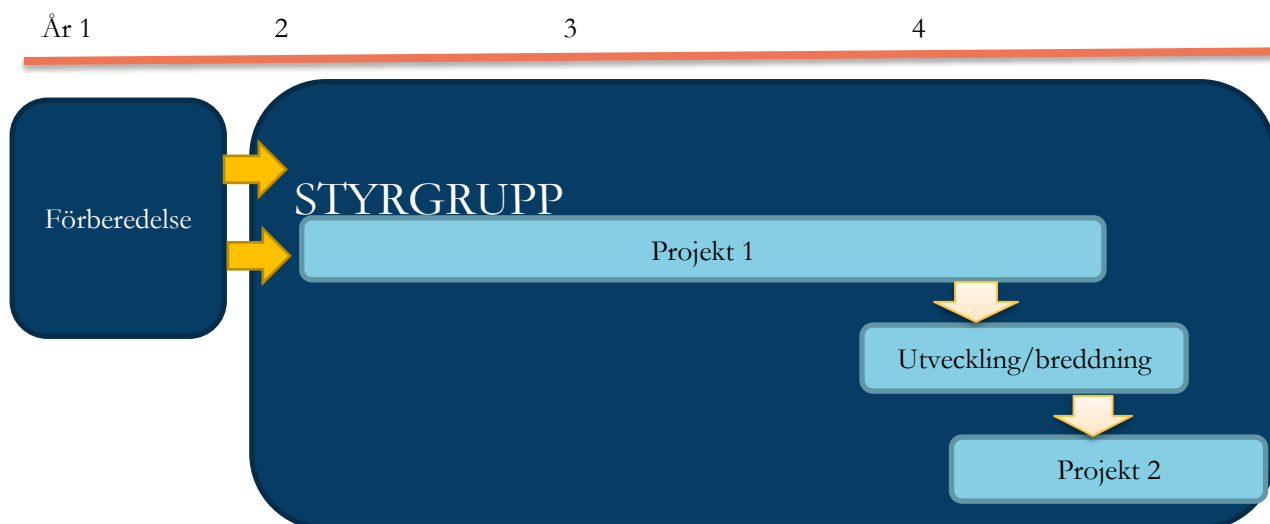 År 1 2 3 4
Förberedelse
STYRGRUPP
Projekt 1
Utveckling/breddning
Projekt 2